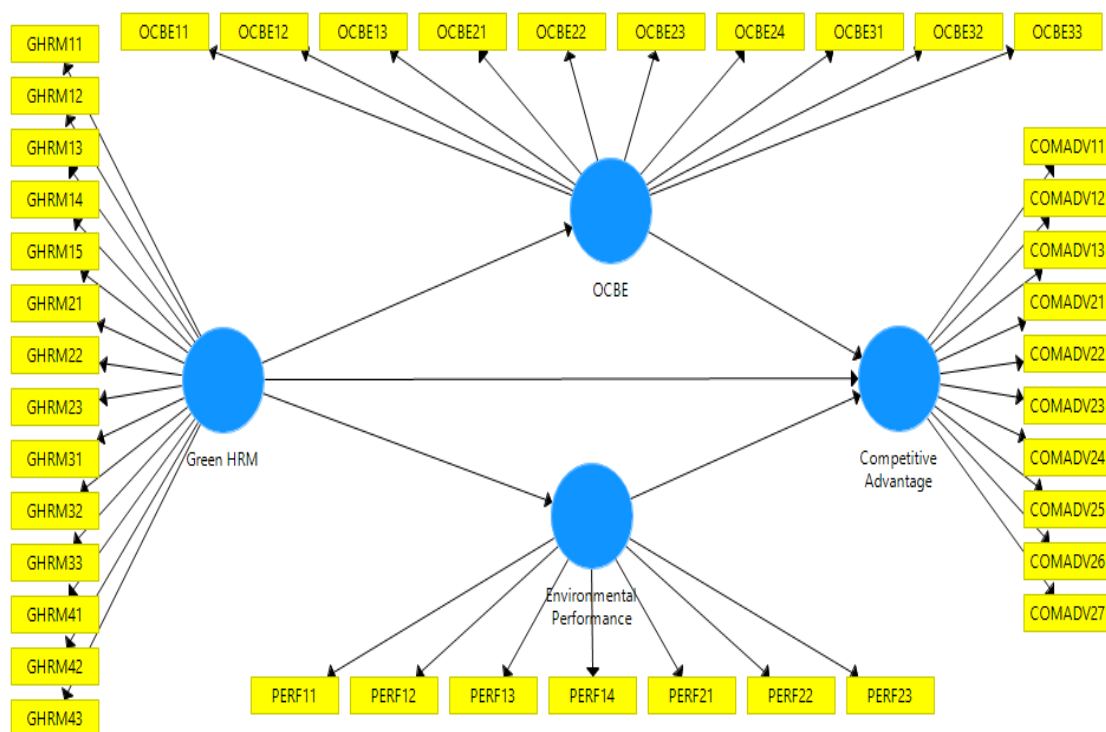 GHRM11
GHRM12
GHRM13
GHRM14
GHRM15
GHRM21
GHRM22
GHRM23
GHRM31
GHRM32
GHRM33
GHRM41
GHRM42
GHRM43
OCBE11
OCBE12
OCBE13
OCBE21
OCBE22
OCBE23
OCBE24
OCBE31
OCBE32
OCBE33
OCBE
Green HRM
Environmental
Performance
Competitive
Advantage
COMADV11
COMADV12
COMADV13
COMADV21
COMADV22
COMADV23
COMADV24
COMADV25
COMADV26
COMADV27
PERF11
PERF12
PERF13
PERF14
PERF21
PERF22
PERF23